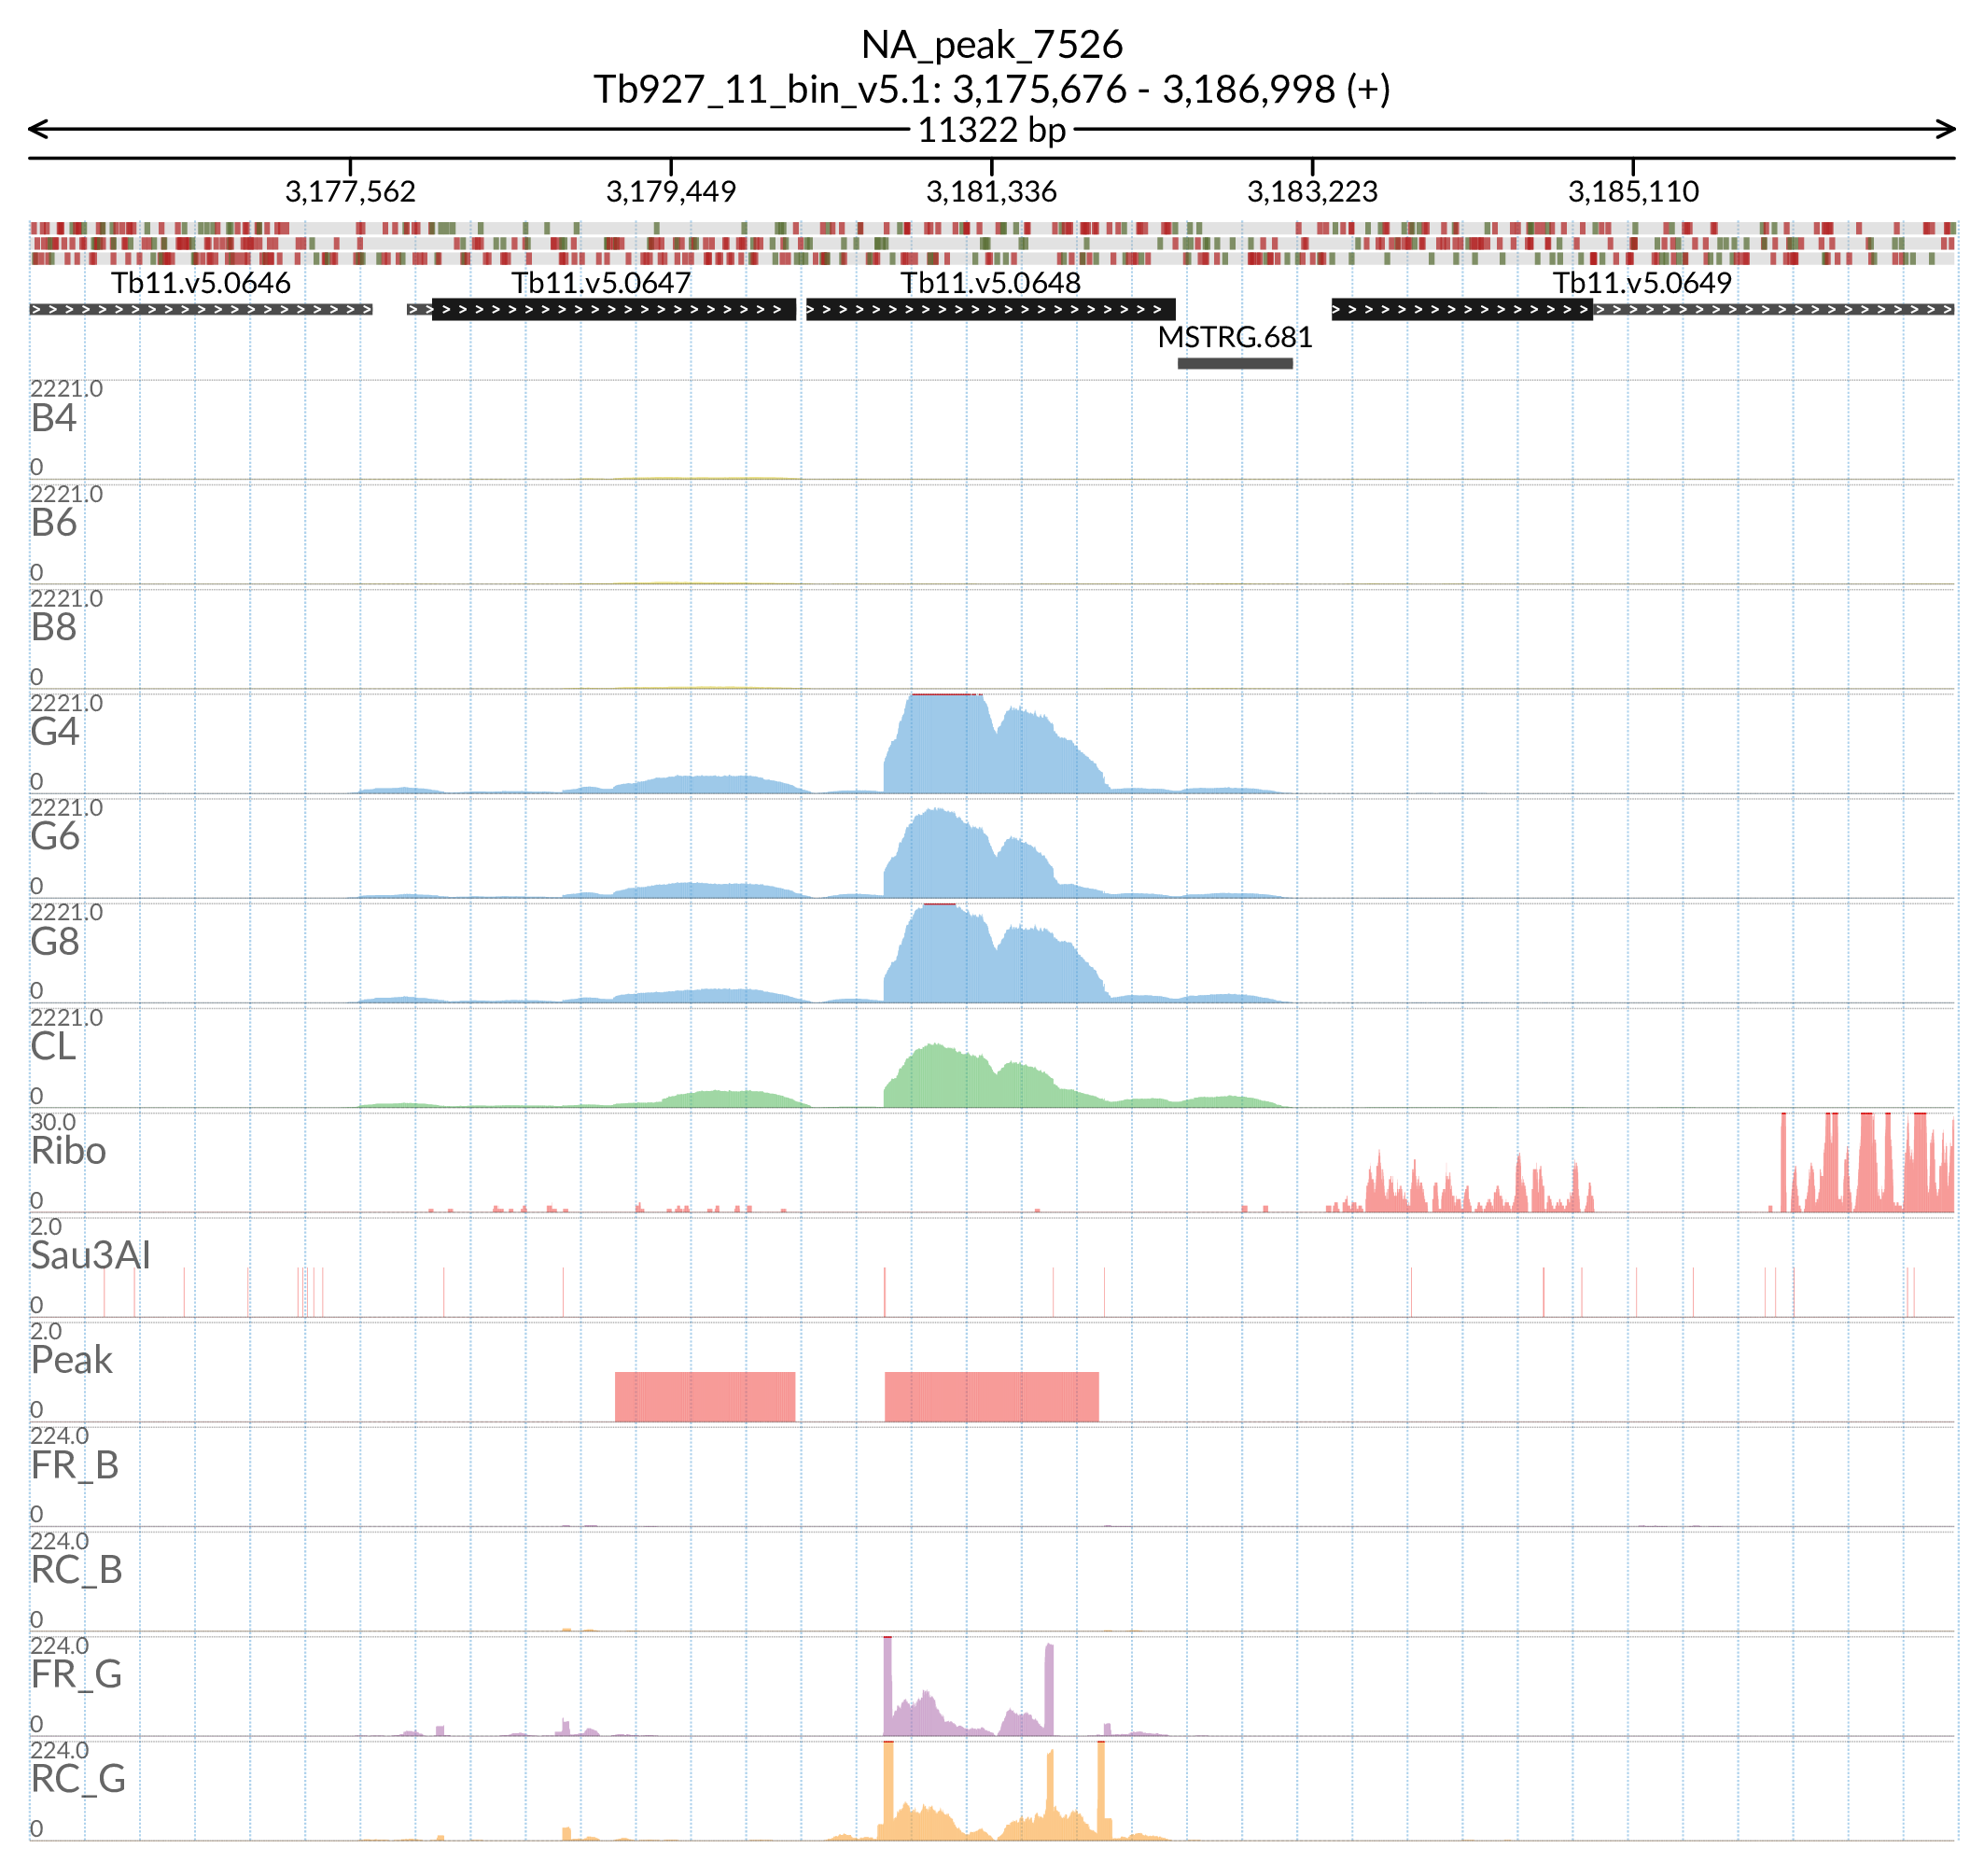 NA_peak_7526
Tb927_11_bin_v5.1: 3,175,676 - 3,186,998 (+)
11322 bp
3,177,562 3,179,449 3,181,336 3,183,223 3,185,110
Tb11.v5.0646 Tb11.v5.0647 Tb11.v5.0648 Tb11.v5.0649
MSTRG.681
2221.0
B4
0
2221.0
B6
0
2221.0
B8
0
2221.0
G4
0
2221.0
G6
0
2221.0
G8
0
2221.0
CL
0
30.0
Ribo
0
2.0
Sau3AI
0
2.0
Peak
0
224.0
FR_B
0
224.0
RC_B
0
224.0
FR_G
0
224.0
RC_G
0